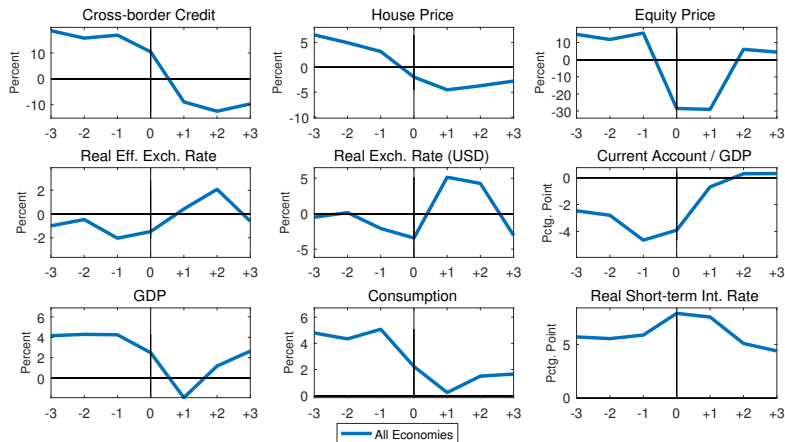 Cross-border Credit
Percent
10
0
-10
-3 -2 -1 0 +1 +2 +3
House Price
Percent
10
5
0
-5
-10
-3 -2 -1 0 +1 +2 +3
Equity Price
Percent
10
0
-10
-20
-30
-3 -2 -1 0 +1 +2 +3
Real Eff. Exch. Rate
Percent
2
0
-2
-3 -2 -1 0 +1 +2 +3
Real Exch. Rate (USD)
Percent
5
0
-5
-3 -2 -1 0 +1 +2 +3
Current Account / GDP
Pctg. Point
0
-2
-4
-3 -2 -1 0 +1 +2 +3
GDP
Percent
6
4
2
0
-3 -2 -1 0 +1 +2 +3
Consumption
Percent
6
4
2
0
-3 -2 -1 0 +1 +2 +3
Real Short-term Int. Rate
Pctg. Point
5
0
-3 -2 -1 0 +1 +2 +3
All Economies